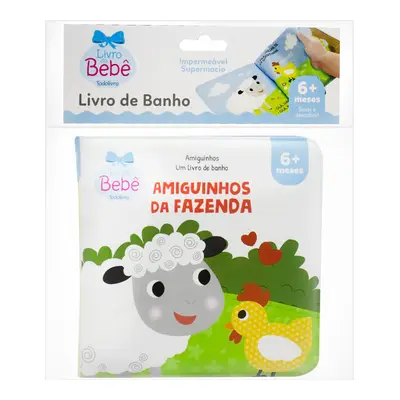 Livro
Bebê
Todolivro
Livro de Banho
Impermeável
Supermacio
6+
meses
Amiguinhos
Um Livro de banho
Bebê
6+
meses
AMIGUINHOS
DA FAZENDA